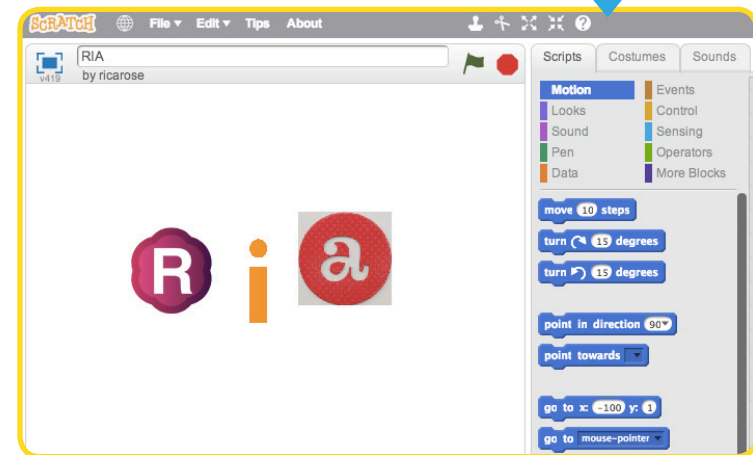 SCRATCH File Edit Tips About
RIA
v419 by ricarose
Scripts Costumes Sounds
Motion Events
Looks Control
Sound Sensing
Pen Operators
Data More Blocks
R i a
move 10 steps
turn 15 degrees
turn 15 degrees
point in direction 90
point towards
go to x: -100 y: 1
go to mouse-pointer